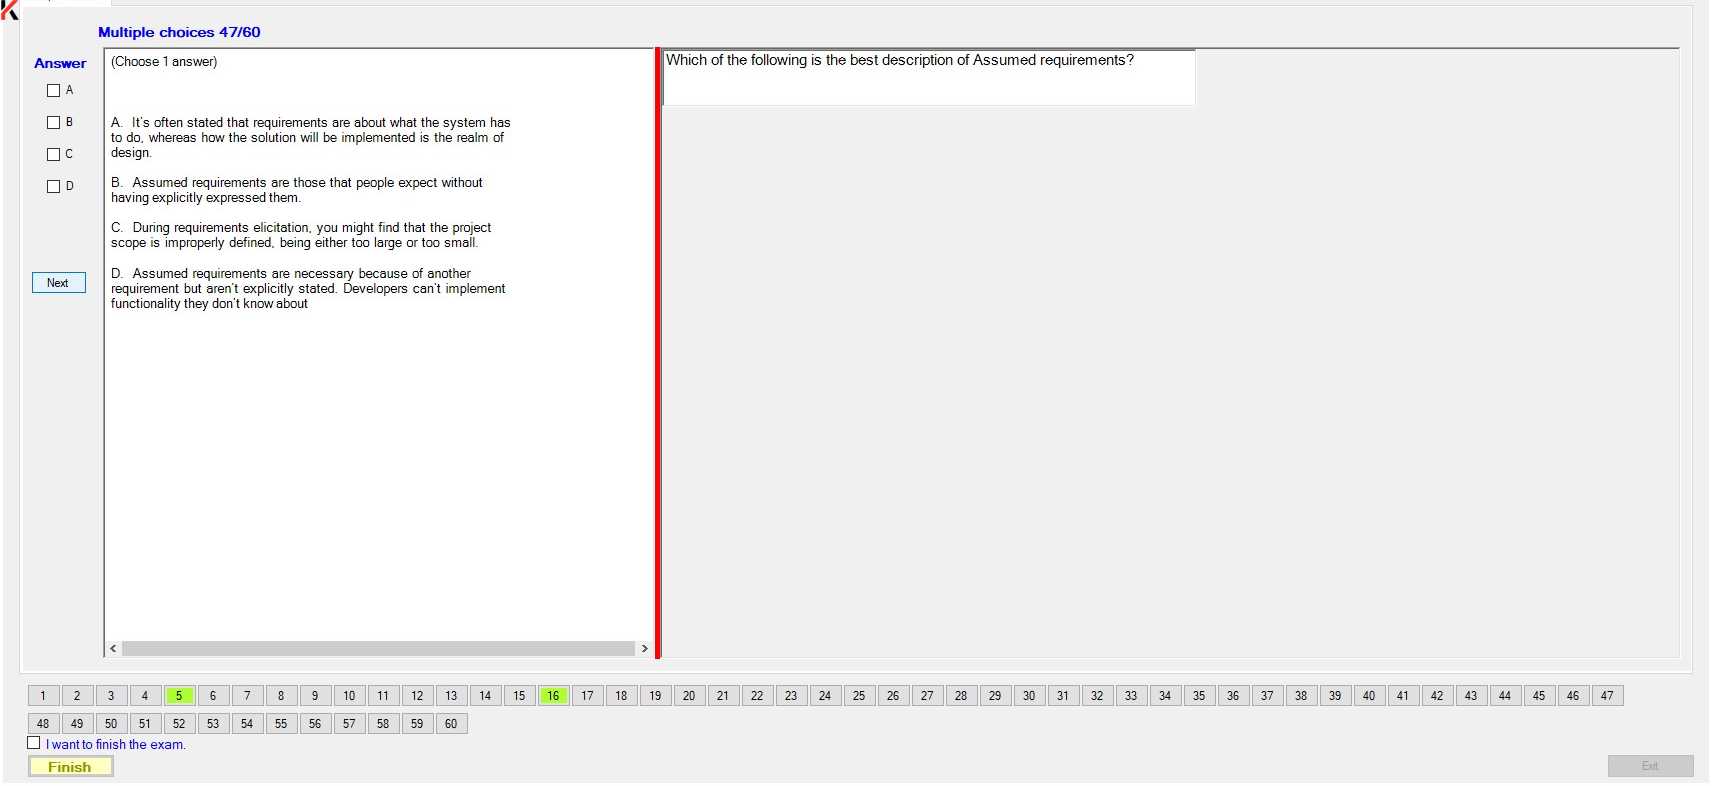 Multiple choices 47/60
Answer
A
B
C
D
Next
(Choose 1 answer)
A. It's often stated that requirements are about what the system has
to do, whereas how the solution will be implemented is the realm of
design.
B. Assumed requirements are those that people expect without
having explicitly expressed them.
C. During requirements elicitation, you might find that the project
scope is improperly defined, being either too large or too small.
D. Assumed requirements are necessary because of another
requirement but aren't explicitly stated. Developers can't implement
functionality they don't know about
Which of the following is the best description of Assumed requirements?
1 2 3 4 5 6 7 8 9 10 11 12 13 14 15 16 17 18 19 20 21 22 23 24 25 26 27 28 29 30 31 32 33 34 35 36 37 38 39 40 41 42 43 44 45 46 47
48 49 50 51 52 53 54 55 56 57 58 59 60
I want to finish the exam.
Finish
Exit